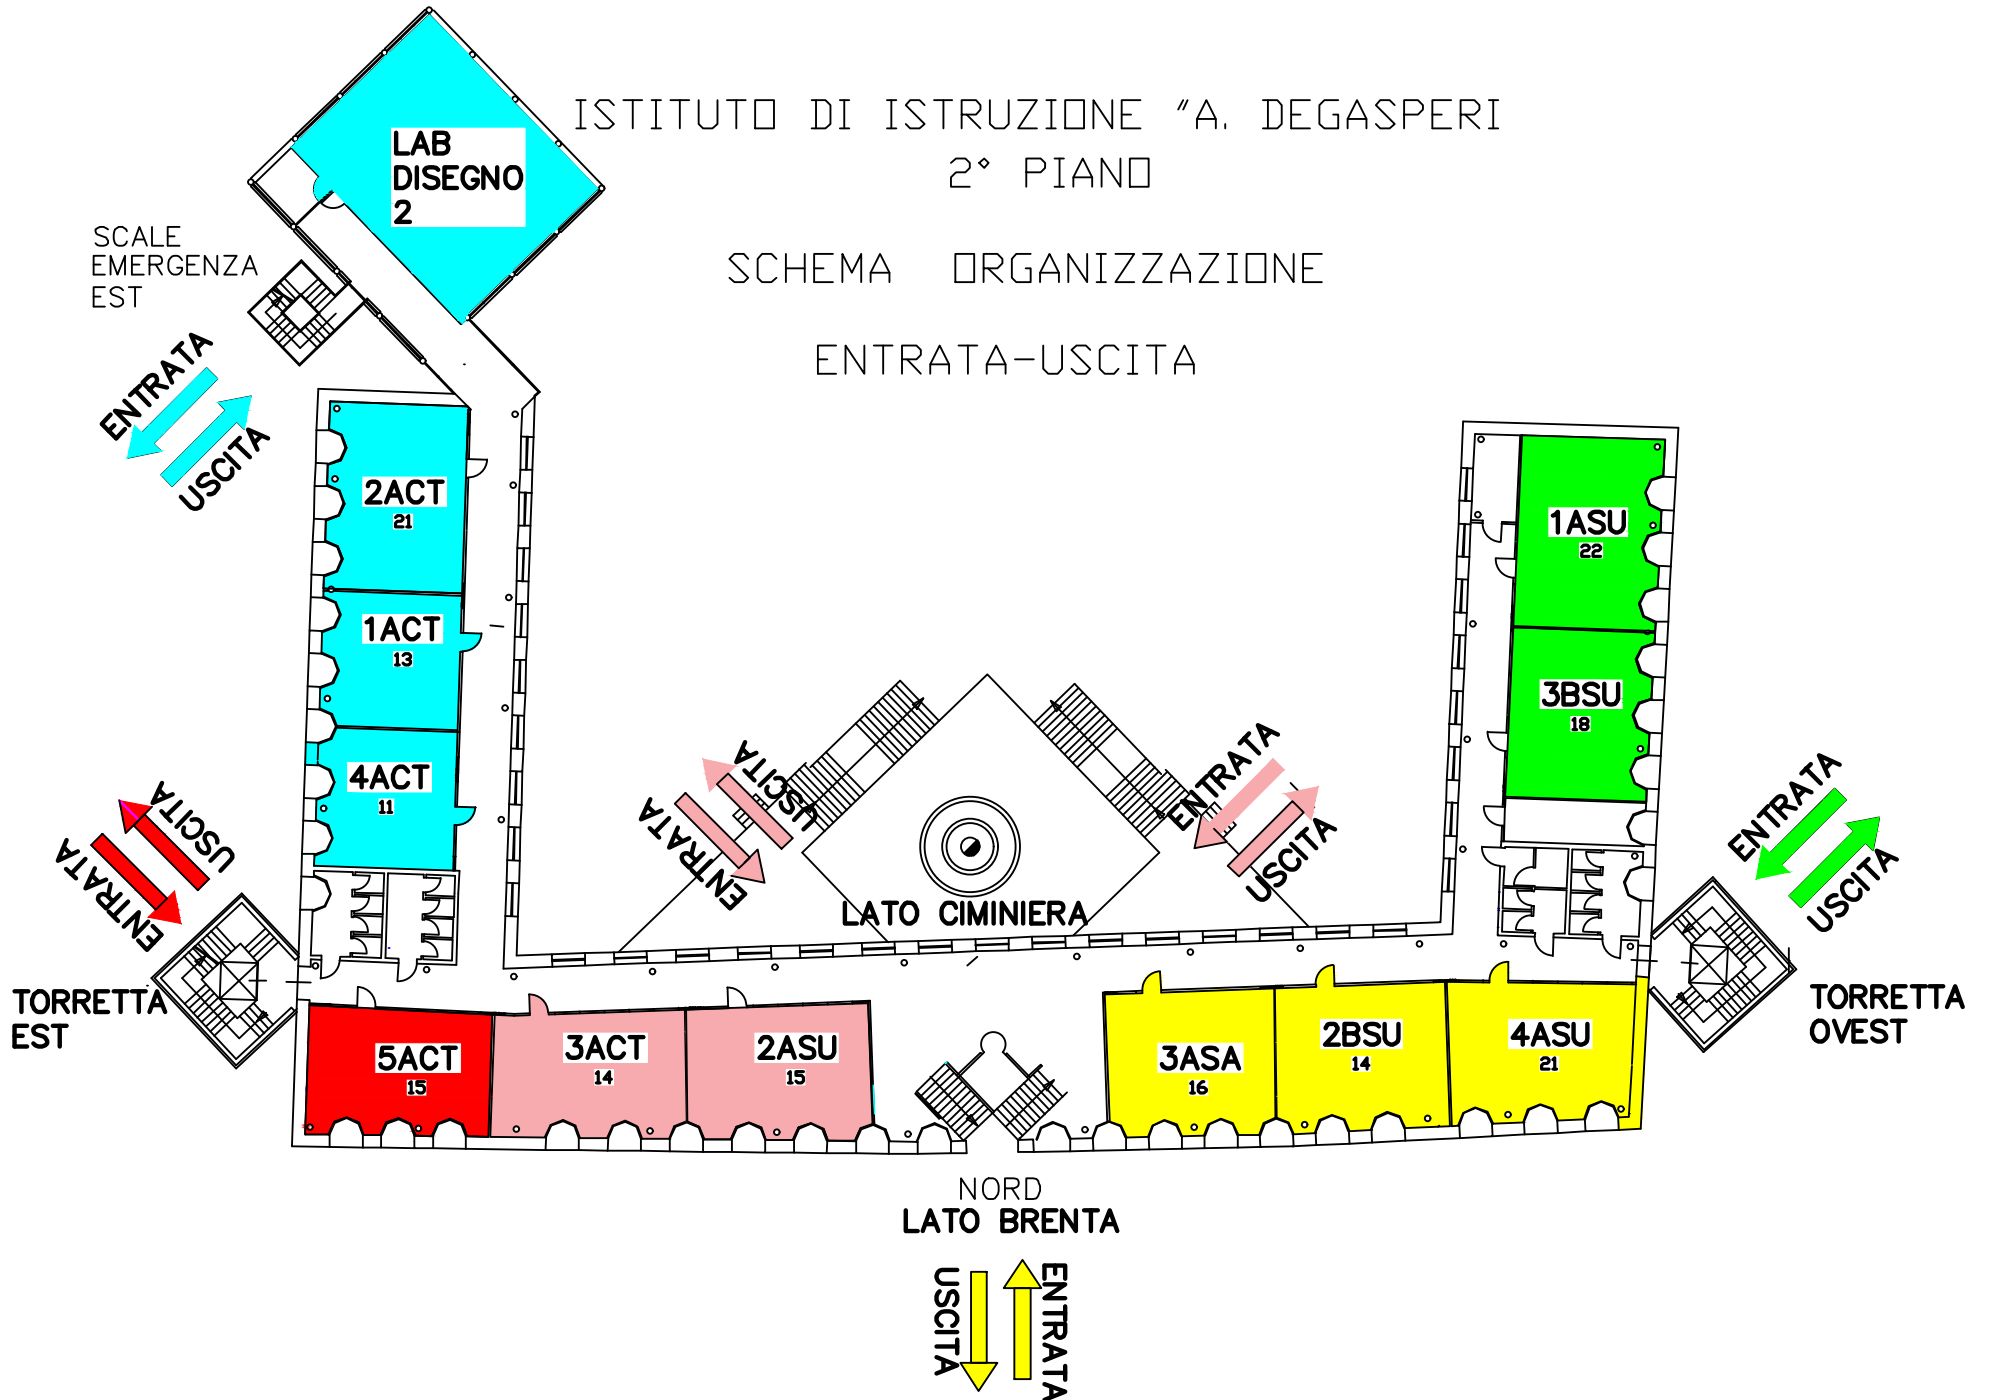 ISTITUTO DI ISTRUZIONE "A. DEGASPERI
2° PIANO
SCHEMA ORGANIZZAZIONE
ENTRATA-USCITA
LAB
DISEGNO
2
SCALE
EMERGENZA
EST
ENTRATA
USCITA
2ACT
21
1ACT
13
4ACT
11
1ASU
22
3BSU
18
USCITA
ENTRATA
USCITA
ENTRATA
ENTRATA
USCITA
ENTRATA
USCITA
LATO CIMINIERA
TORRETTA
EST
TORRETTA
OVEST
5ACT
15
3ACT
14
2ASU
15
3ASA
16
2BSU
14
4ASU
21
NORD
LATO BRENTA
USCITA
ENTRATA